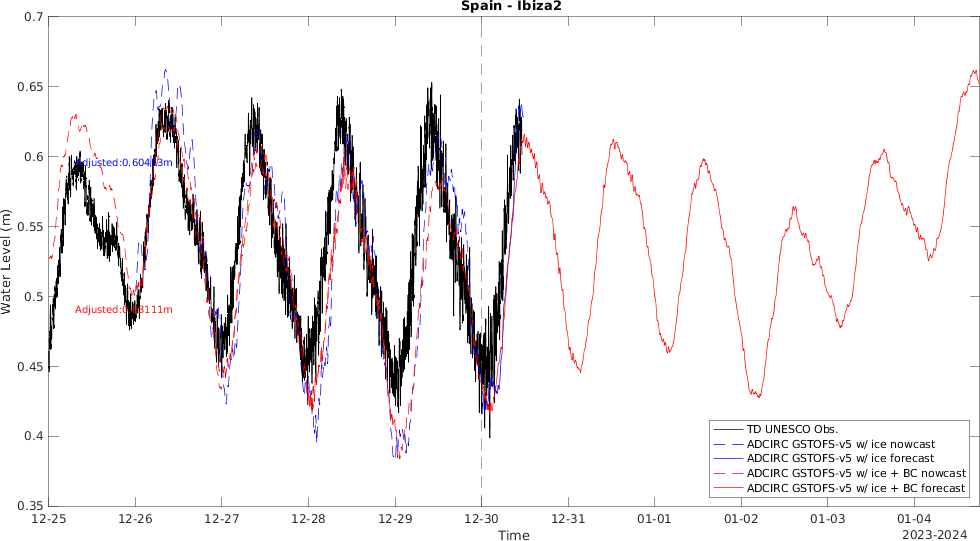 Spain - Ibiza2
0.7
0.65
0.6
0.55
0.5
0.45
0.4
0.35
Water Level (m)
TD UNESCO Obs.
ADCIRC GSTOFS-v5 w/ ice nowcast
ADCIRC GSTOFS-v5 w/ ice forecast
ADCIRC GSTOFS-v5 w/ ice + BC nowcast
ADCIRC GSTOFS-v5 w/ ice + BC forecast
12-25 12-26 12-27 12-28 12-29 12-30 12-31 01-01 01-02 01-03 01-04
Time
2023-2024